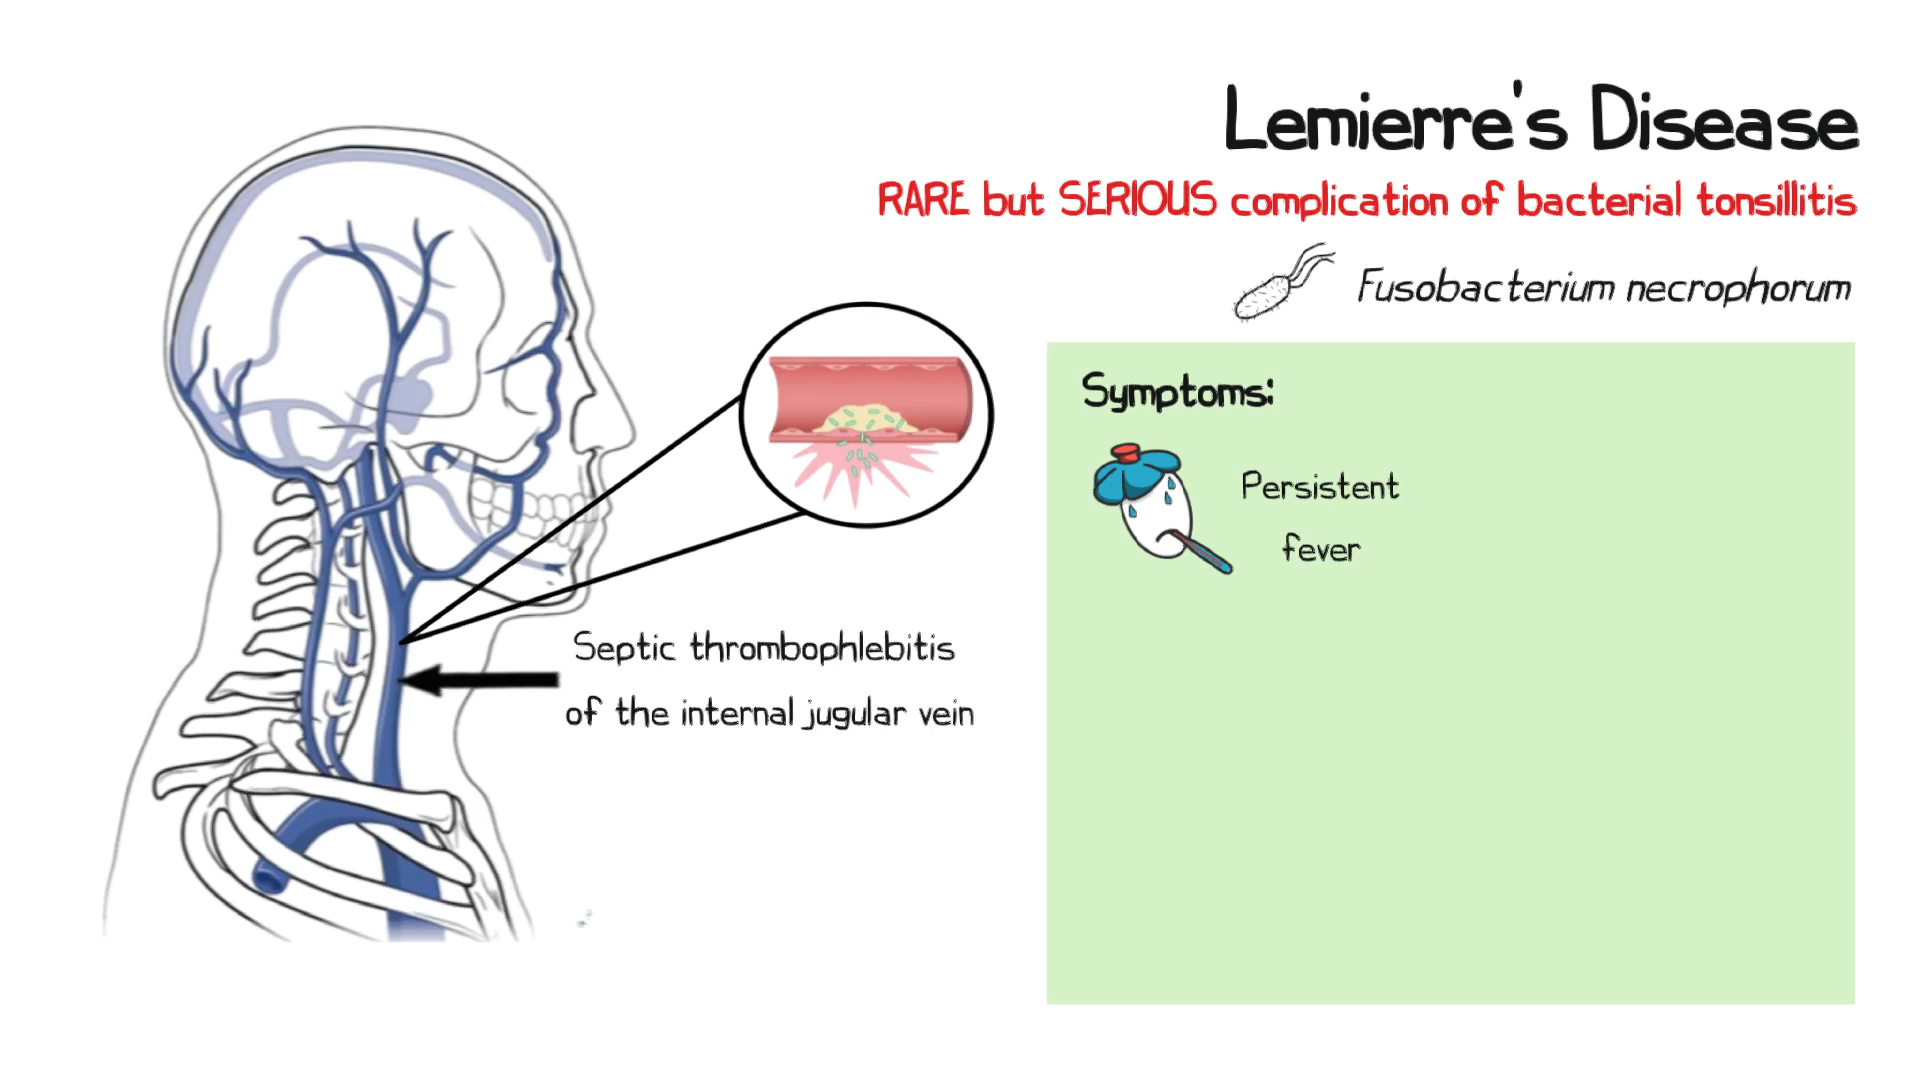 Lemierre's Disease
RARE but SERIOUS complication of bacterial tonsillitis
Fusobacterium necrophorum
Symptoms:
Persistent
fever
Septic thrombophlebitis
of the internal jugular vein